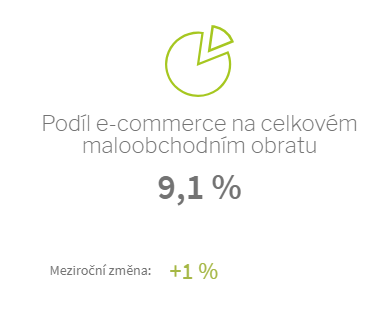 Podíl e-commerce na celkovém
maloobchodním obratu
9,1 %
Meziroční změna: +1 %